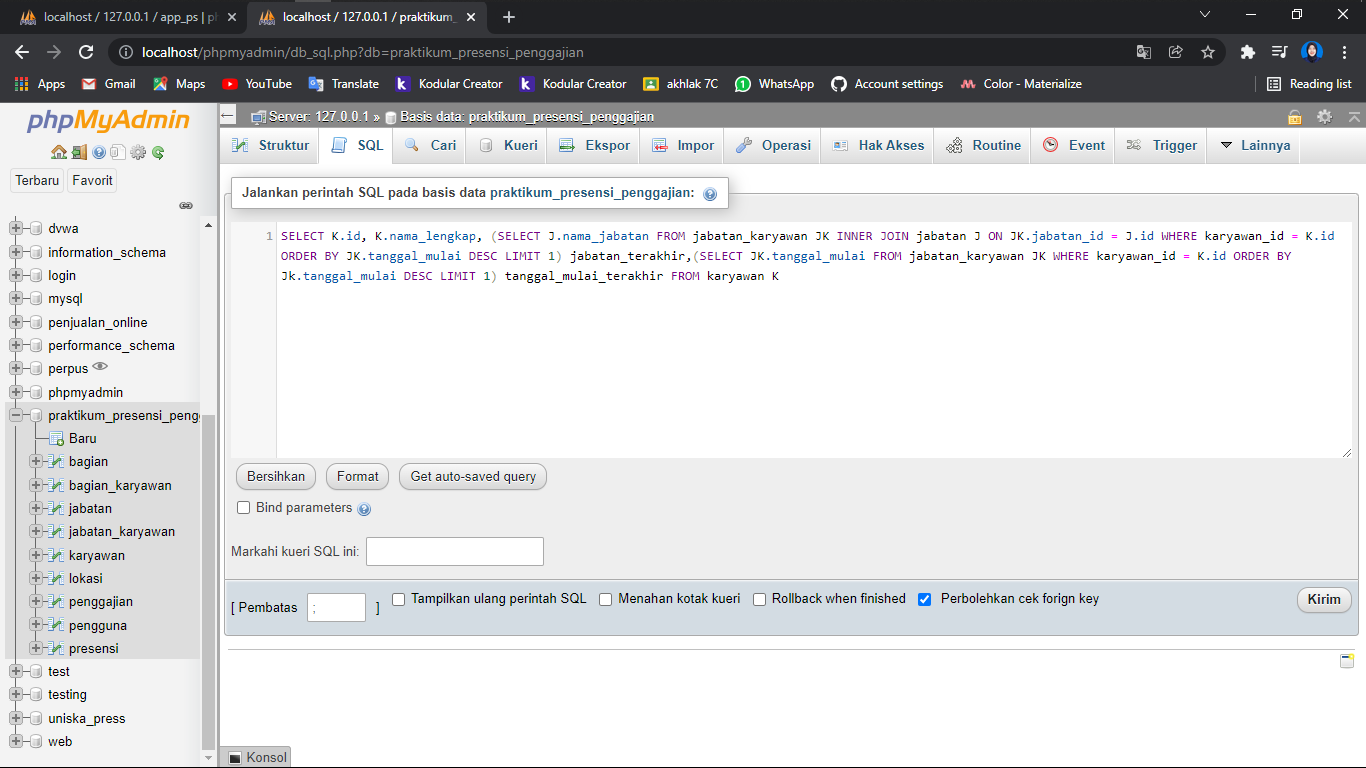 localhost / 127.0.0.1 / app_ps | ph
localhost / 127.0.0.1 / praktikum_
localhost/phpmyadmin/db_sql.php?db=praktikum_presensi_penggajian
Apps
Gmail
Maps
YouTube
Translate
Kodular Creator
Kodular Creator
akhlak 7C
WhatsApp
Account settings
Color - Materialize
Reading list
phpMyAdmin
Terbaru
Favorit
dvwa
information_schema
login
mysql
penjualan_online
performance_schema
perpus
phpmyadmin
praktikum_presensi_peng
Baru
bagian
bagian_karyawan
jabatan
jabatan_karyawan
karyawan
lokasi
penggajian
pengguna
presensi
test
testing
uniska_press
web
Server: 127.0.0.1 » Basis data: praktikum_presensi_penggajian
Struktur
SQL
Cari
Kueri
Ekspor
Impor
Operasi
Hak Akses
Routine
Event
Trigger
Lainnya
Jalankan perintah SQL pada basis data praktikum_presensi_penggajian:
1 SELECT K.id, K.nama_lengkap, (SELECT J.nama_jabatan FROM jabatan_karyawan JK INNER JOIN jabatan J ON JK.jabatan_id = J.id WHERE karyawan_id = K.id
ORDER BY JK.tanggal_mulai DESC LIMIT 1) jabatan_terakhir,(SELECT JK.tanggal_mulai FROM jabatan_karyawan JK WHERE karyawan_id = K.id ORDER BY
Jk.tanggal_mulai DESC LIMIT 1) tanggal_mulai_terakhir FROM karyawan K
Bersihkan
Format
Get auto-saved query
Bind parameters
Markahi kueri SQL ini:
[ Pembatas ; ]
Tampilkan ulang perintah SQL
Menahan kotak kueri
Rollback when finished
Perbolehkan cek forign key
Kirim
Konsol